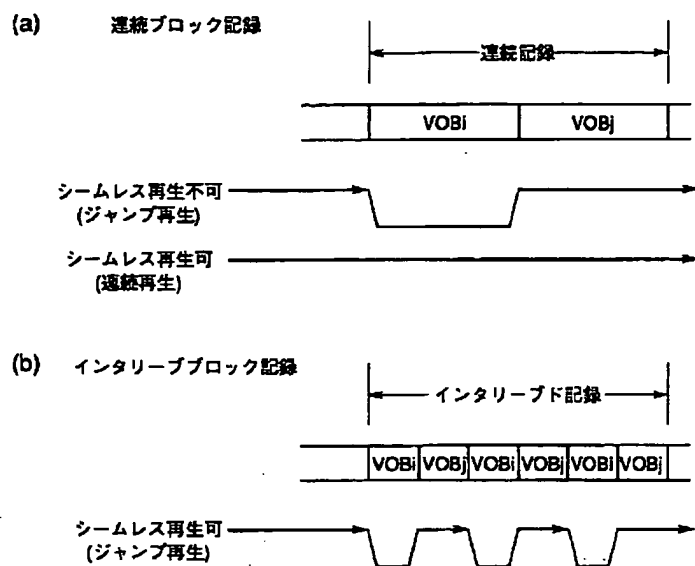 (a) 連続ブロック記録
連続記録
VOBi VOBj
シームレス再生不可
(ジャンプ再生)
シームレス再生可
(連続再生)
(b) インタリーブブロック記録
インタリーブド記録
VOBi VOBj VOBi VOBj VOBi VOBj
シームレス再生可
(ジャンプ再生)